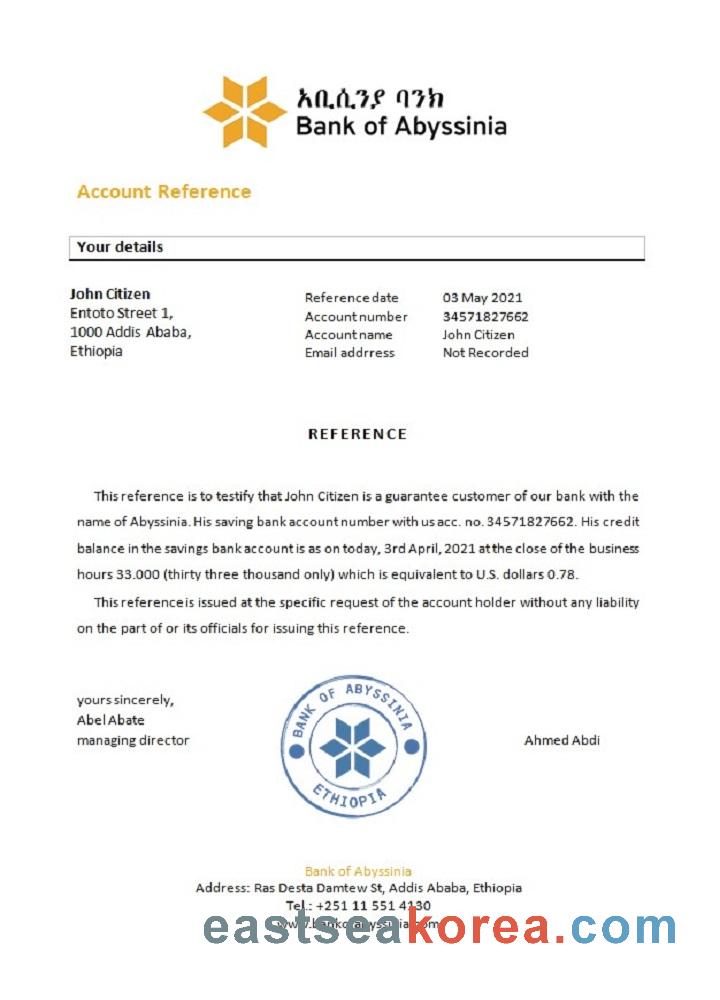 አቢሲንያ ባንክ
Bank of Abyssinia
Account Reference
Your details
John Citizen
Entoto Street 1,
1000 Addis Ababa,
Ethiopia
Reference date 03 May 2021
Account number 34571827662
Account name John Citizen
Email addrress Not Recorded
REFERENCE
This reference is to testify that John Citizen is a guarantee customer of our bank with the
name of Abyssinia. His saving bank account number with us acc. no. 34571827662. His credit
balance in the savings bank account is as on today, 3rd April, 2021 at the close of the business
hours 33.000 (thirty three thousand only) which is equivalent to U.S. dollars 0.78.
This reference is issued at the specific request of the account holder without any liability
on the part of or its officials for issuing this reference.
yours sincerely,
Abel Abate
managing director
BANK OF ABYSSINIA
ETHIOPIA
Ahmed Abdi
Bank of Abyssinia
Address: Ras Desta Damtew St, Addis Ababa, Ethiopia
Tel.: +251 11 551 4130
eastseakorea.com